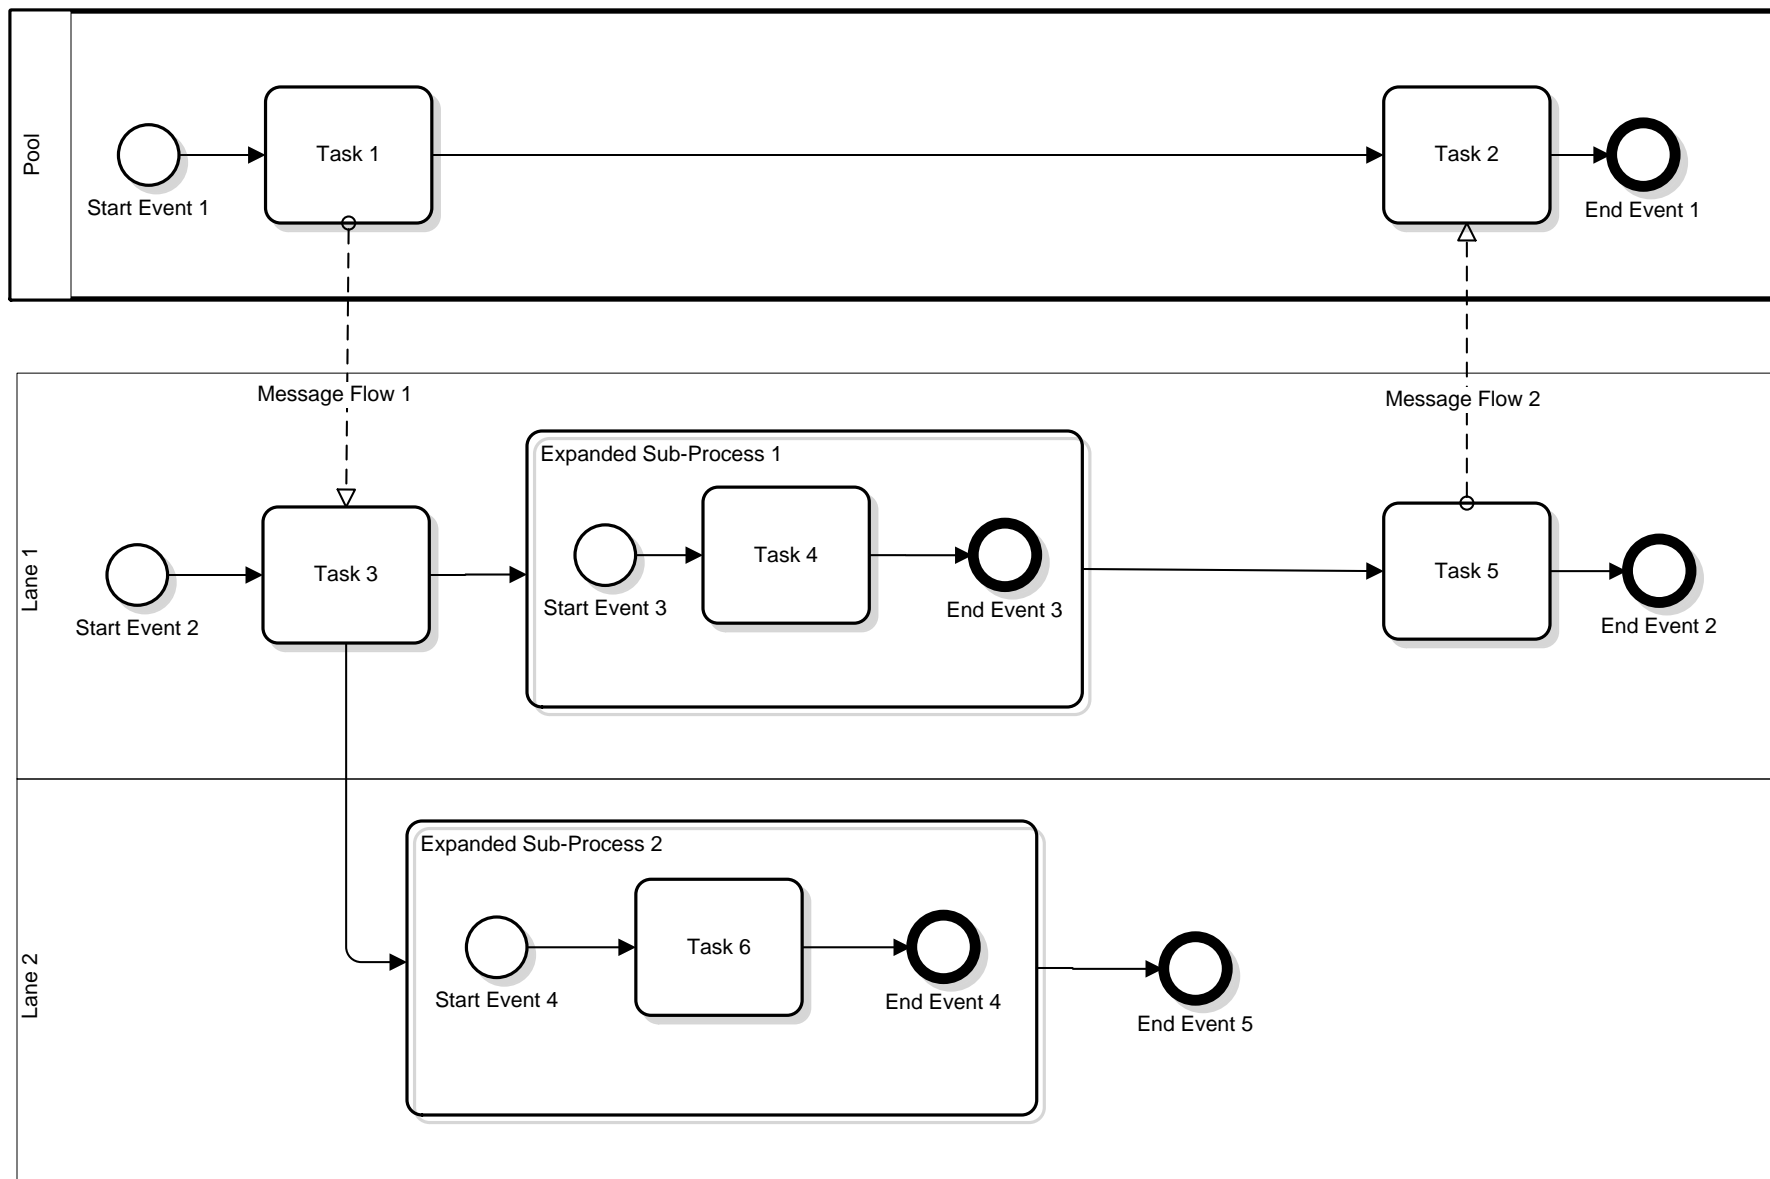 Pool
Task 1
Task 2
Start Event 1
End Event 1
Message Flow 1
Message Flow 2
Lane 1
Expanded Sub-Process 1
Task 3
Task 4
Task 5
Start Event 2
Start Event 3
End Event 3
End Event 2
Lane 2
Expanded Sub-Process 2
Task 6
Start Event 4
End Event 4
End Event 5